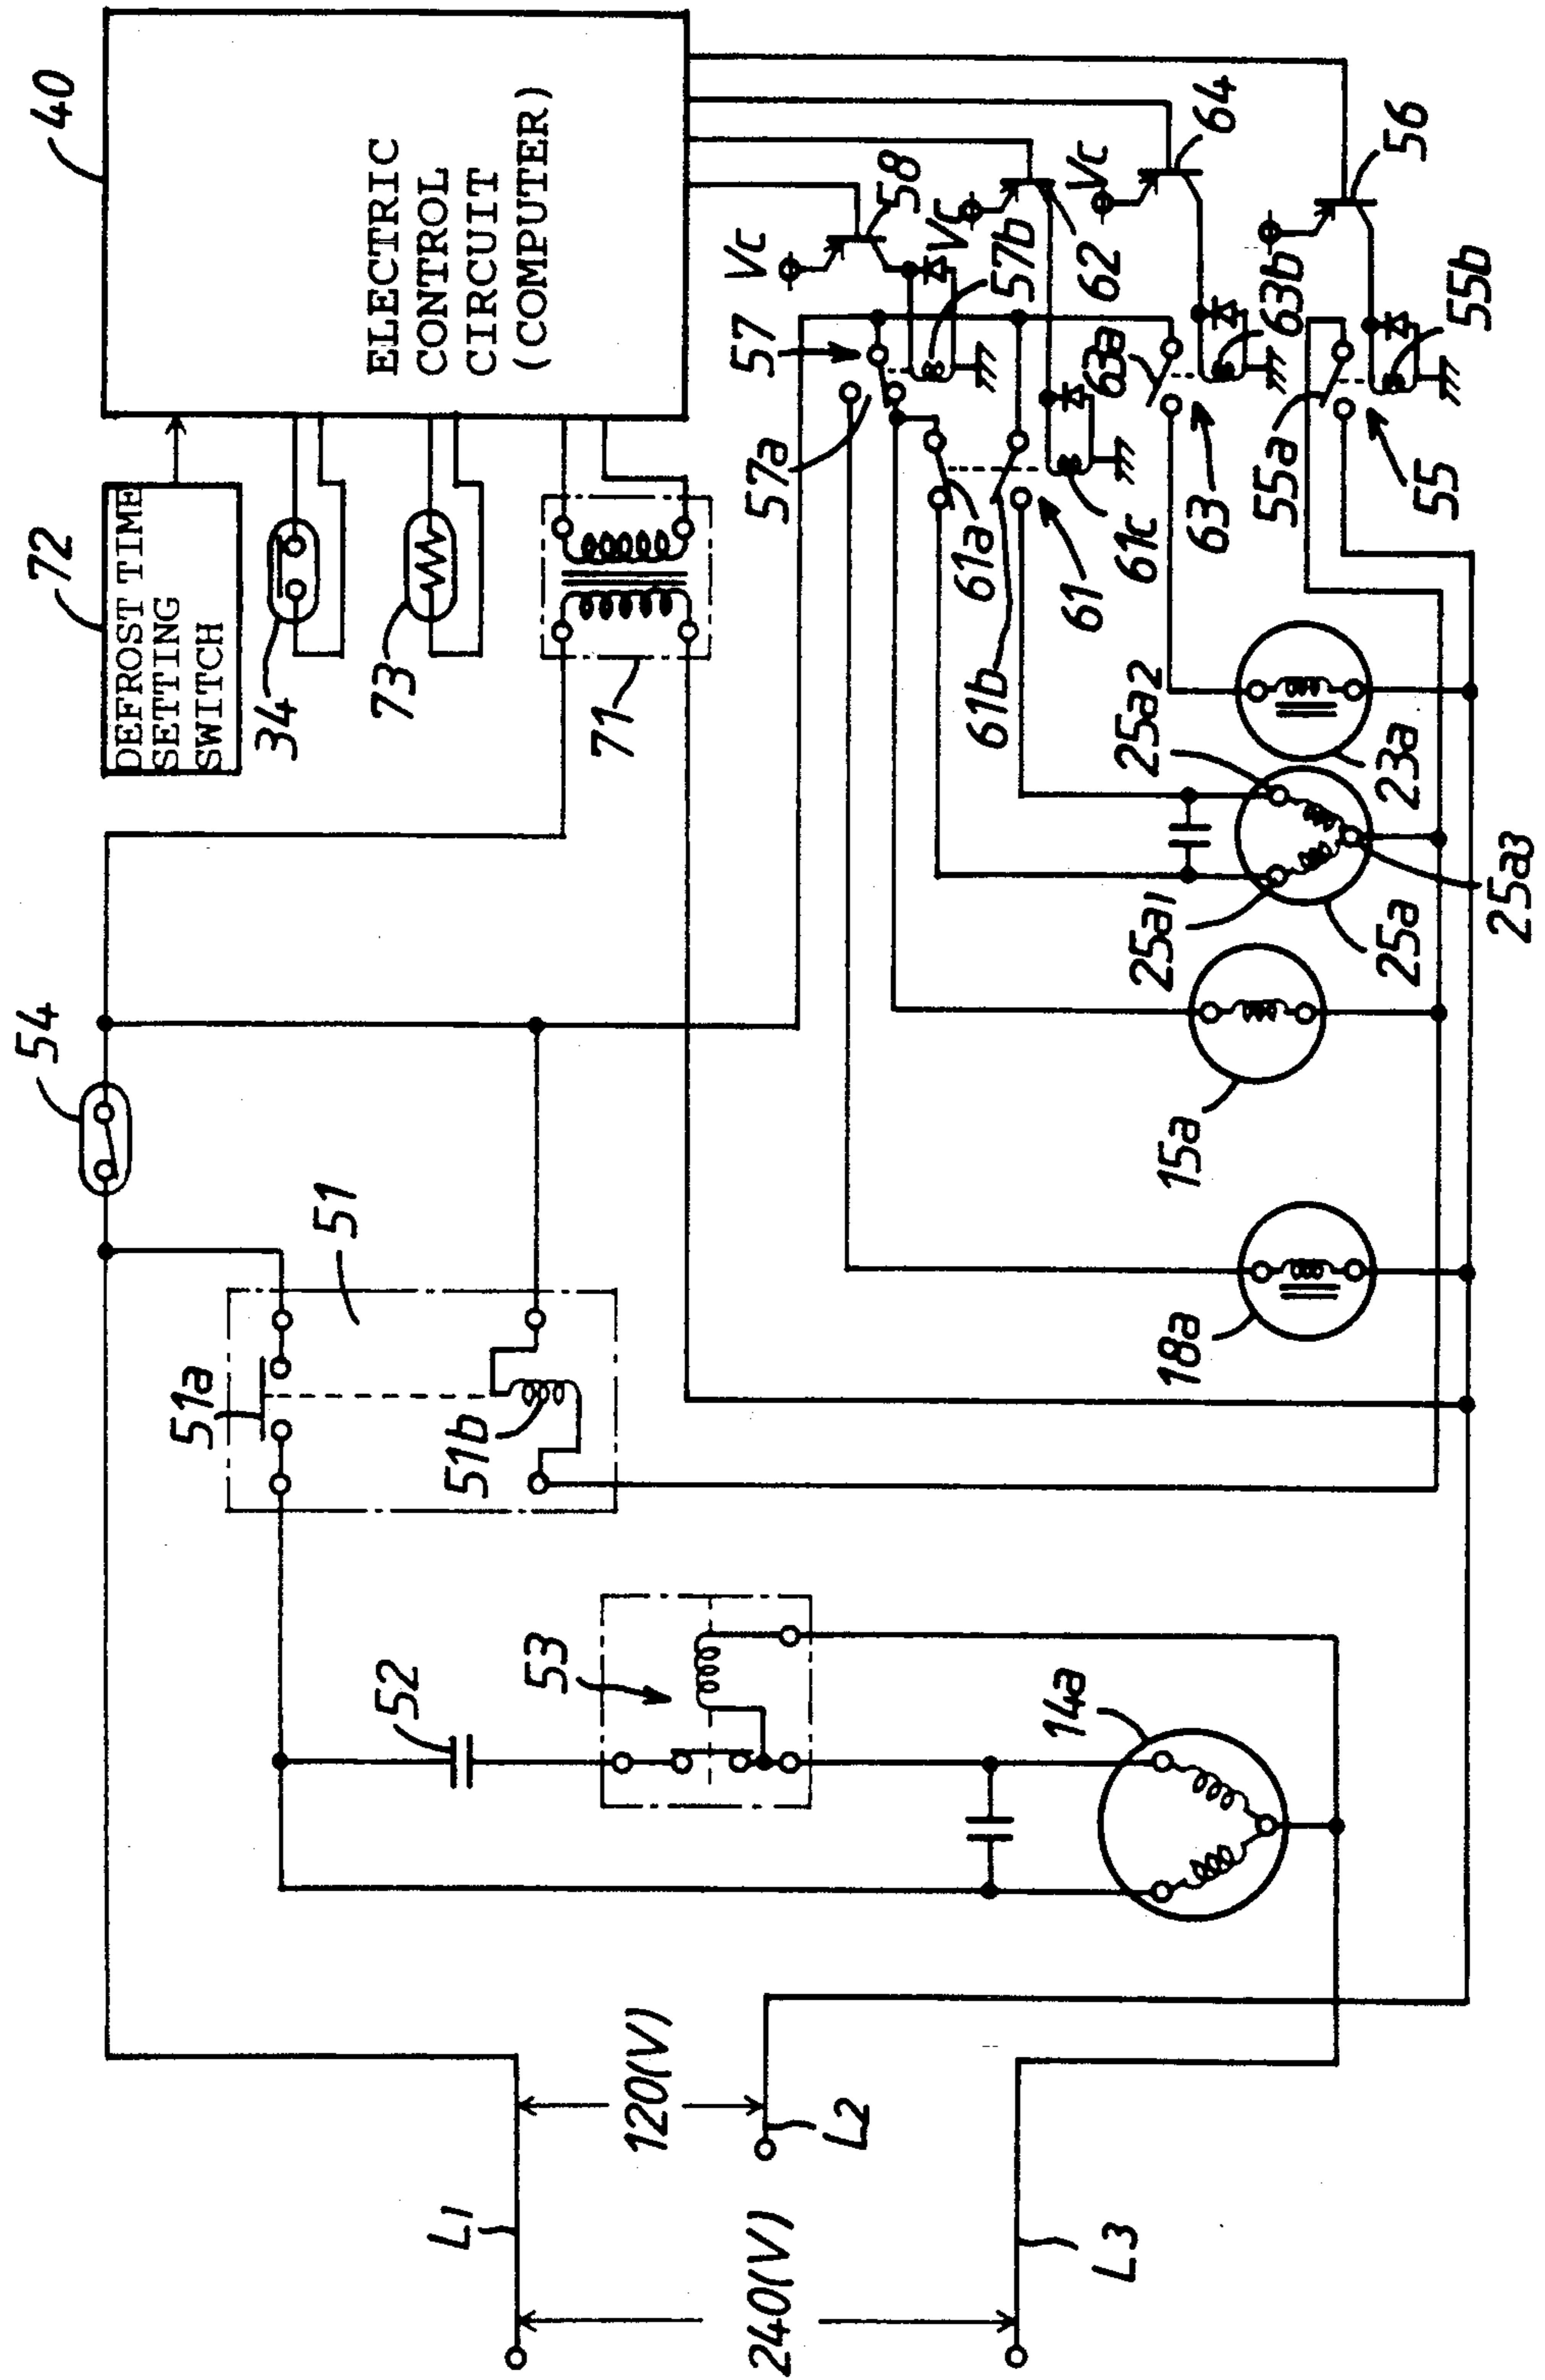 40
ELECTRIC
CONTROL
CIRCUIT
(COMPUTER)
72
DEFROST TIME
SETTING
SWITCH
34
73
71
54
51
51a
51b
52
53
14a
18a
15a
25a
25a1
25a2
25a3
23a
57
57a
57b
58
Vc
Vc
Vc
61
61a
61b
61c
62
63
63a
63b
64
55
55a
55b
56
L1
L2
L3
120(V)
240(V)